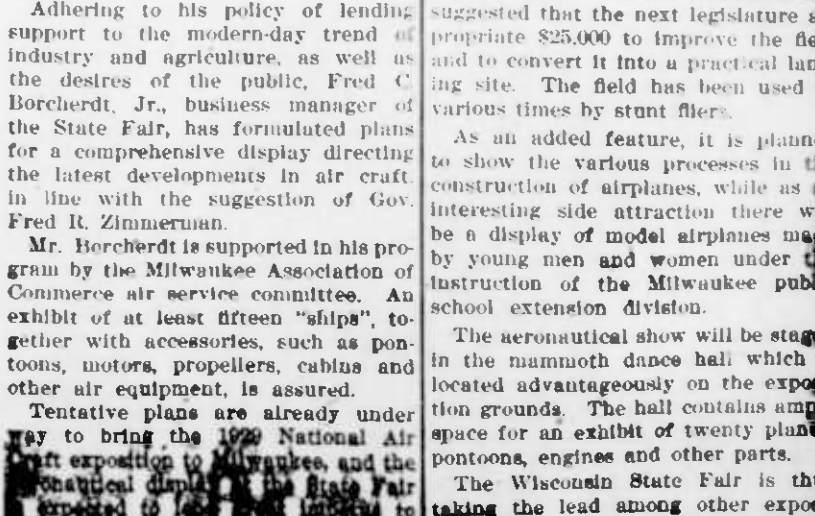 Adhering to his policy of lending
support to the modern-day trend of
industry and agriculture, as well as
the desires of the public, Fred C.
Borcherdt, Jr., business manager of
the State Fair, has formulated plans
for a comprehensive display directing
the latest developments in air craft
in line with the suggestion of Gov.
Fred R. Zimmerman.
Mr. Borcherdt is supported in his pro-
gram by the Milwaukee Association of
Commerce air service committee. An
exhibit of at least fifteen "ships", to-
gether with accessories, such as pon-
toons, motors, propellers, cabins and
other air equipment, is assured.
Tentative plans are already under
way to bring the 1929 National Air
exposition to Milwaukee, and the
the State Fair
is expected to to
suggested that the next legislature
propriate $25,000 to improve the
and to convert it into a practical
ing site. The field has been used
various times by stunt fliers.
As an added feature, it is
to show the various processes in
construction of airplanes, while as
interesting side attraction there
be a display of model airplanes
by young men and women under
instruction of the Milwaukee
school extension division.
The aeronautical show will be
in the mammoth dance hall which
located advantageously on the
tion grounds. The hall contains
space for an exhibit of twenty
pontoons, engines and other parts.
The Wisconsin State Fair is
taking the lead among other